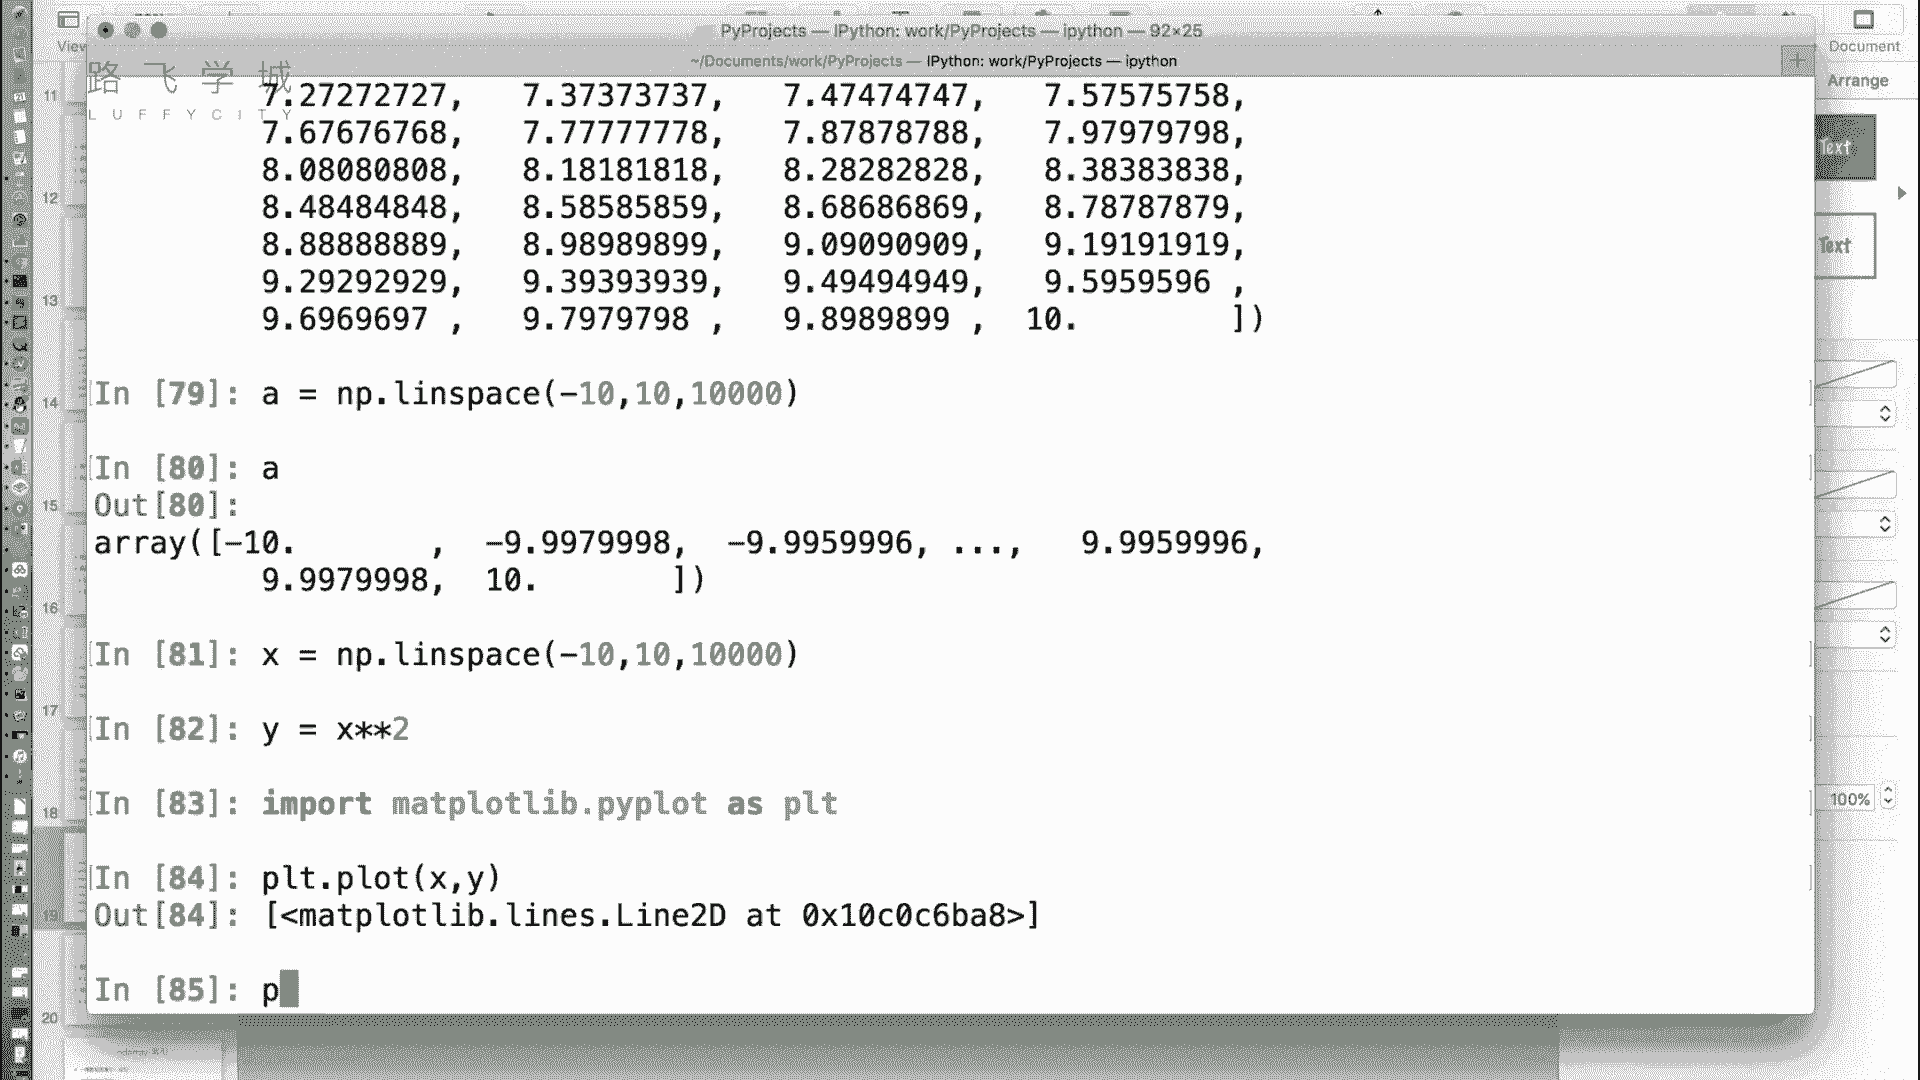 View
Document
Arrange
PyProjects — IPython: work/PyProjects — ipython — 92×25
~/Documents/work/PyProjects — IPython: work/PyProjects — ipython
路飞学城
LUFFYCITY
7.27272727, 7.37373737, 7.47474747, 7.57575758,
7.67676768, 7.77777778, 7.87878788, 7.97979798,
8.08080808, 8.18181818, 8.28282828, 8.38383838,
8.48484848, 8.58585859, 8.68686869, 8.78787879,
8.88888889, 8.98989899, 9.09090909, 9.19191919,
9.29292929, 9.39393939, 9.49494949, 9.5959596 ,
9.6969697 , 9.7979798 , 9.8989899 , 10. ])
In [79]: a = np.linspace(-10,10,10000)
In [80]: a
Out[80]:
array([-10. , -9.9979998, -9.9959996, ..., 9.9959996,
9.9979998, 10. ])
In [81]: x = np.linspace(-10,10,10000)
In [82]: y = x**2
In [83]: import matplotlib.pyplot as plt
In [84]: plt.plot(x,y)
Out[84]: [<matplotlib.lines.Line2D at 0x10c0c6ba8>]
In [85]: p
11
12
13
14
15
16
17
18
19
20
Text
Text
100%